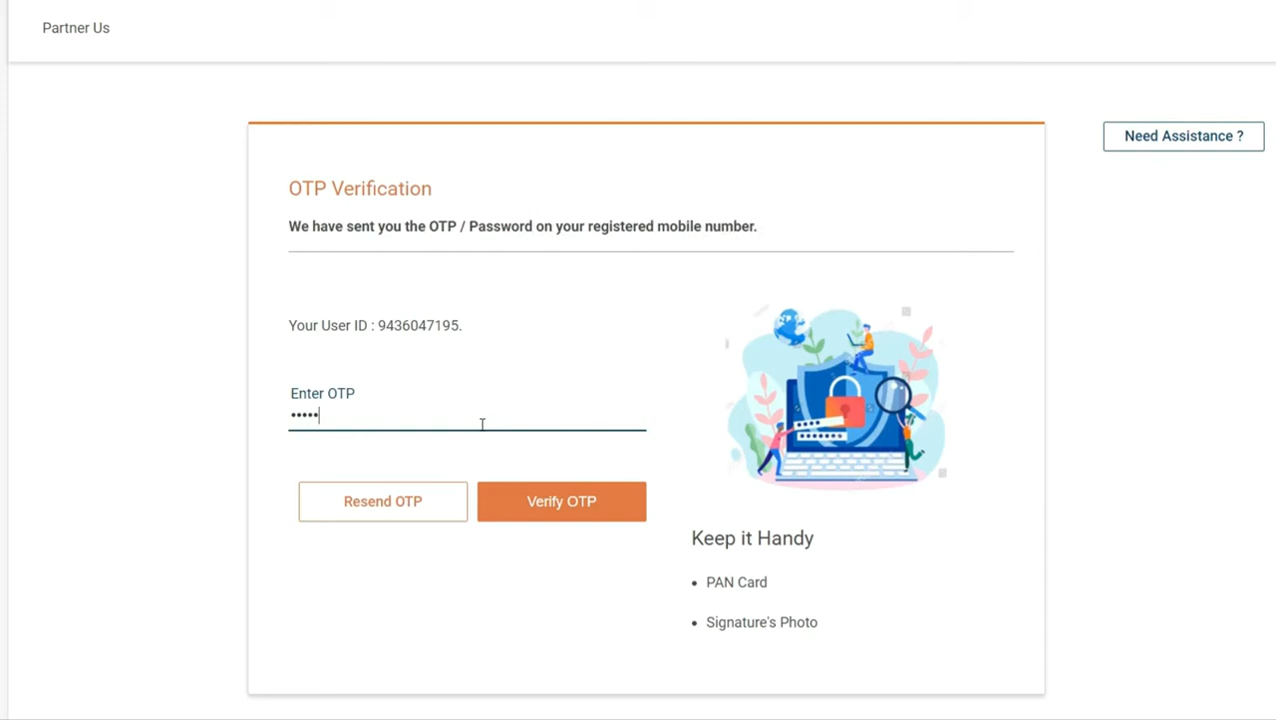 Partner Us
Need Assistance ?
OTP Verification
We have sent you the OTP / Password on your registered mobile number.
Your User ID : 9436047195.
Enter OTP
•••••
Resend OTP
Verify OTP
Keep it Handy
• PAN Card
• Signature's Photo